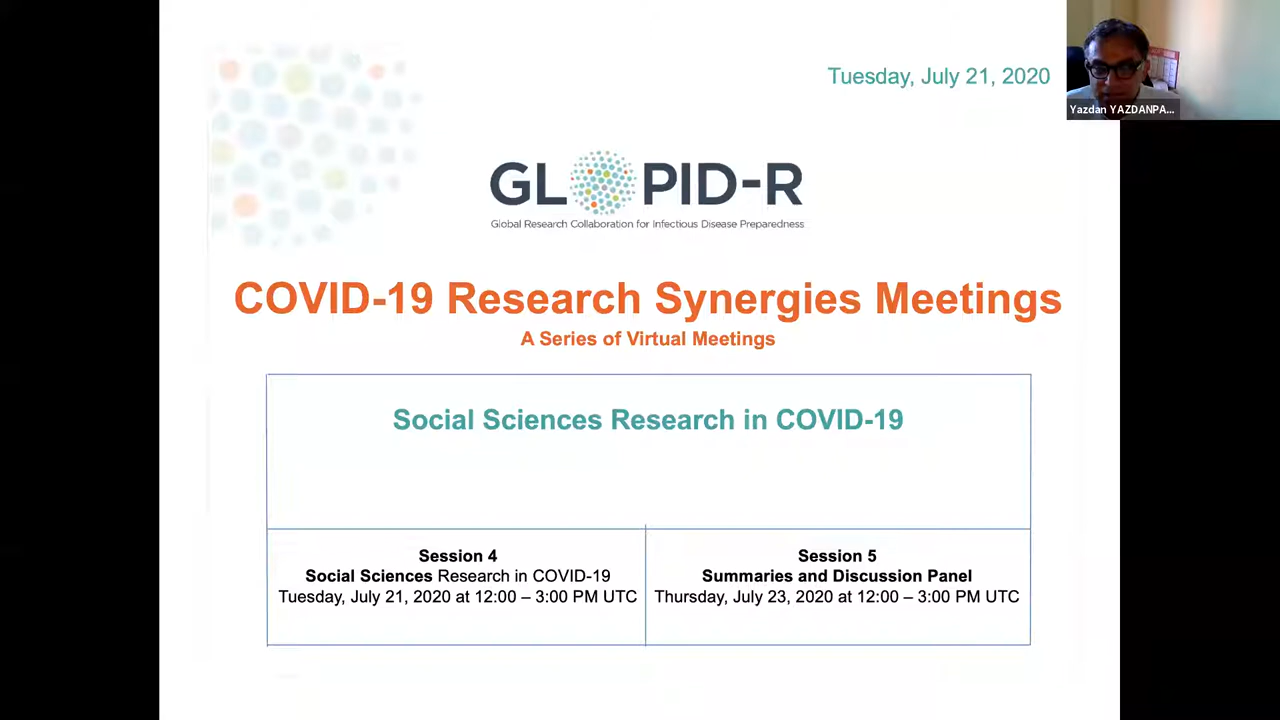 Tuesday, July 21, 2020
Yazdan YAZDANPA...
GLOPID-R
Global Research Collaboration for Infectious Disease Preparedness
COVID-19 Research Synergies Meetings
A Series of Virtual Meetings
Social Sciences Research in COVID-19
Session 4
Social Sciences Research in COVID-19
Tuesday, July 21, 2020 at 12:00 – 3:00 PM UTC
Session 5
Summaries and Discussion Panel
Thursday, July 23, 2020 at 12:00 – 3:00 PM UTC